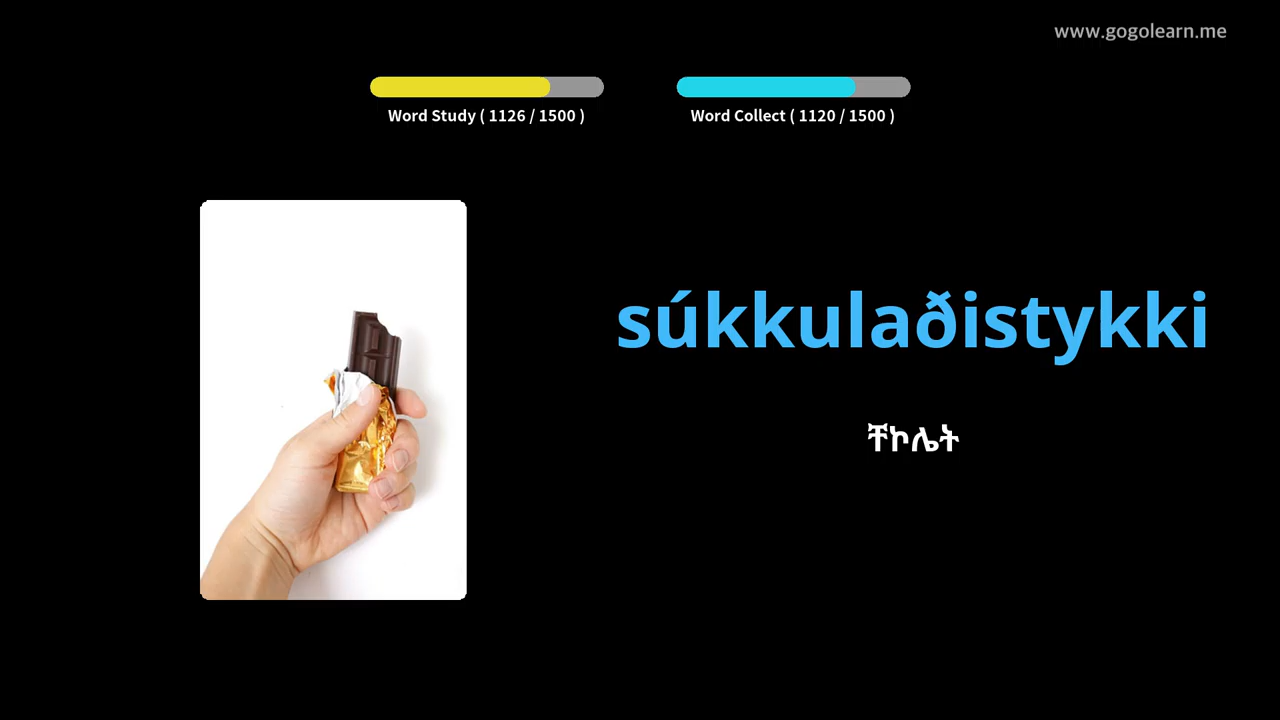 www.gogolearn.me
Word Study ( 1126 / 1500 )
Word Collect ( 1120 / 1500 )
súkkulaðistykki
ቸኮሌት